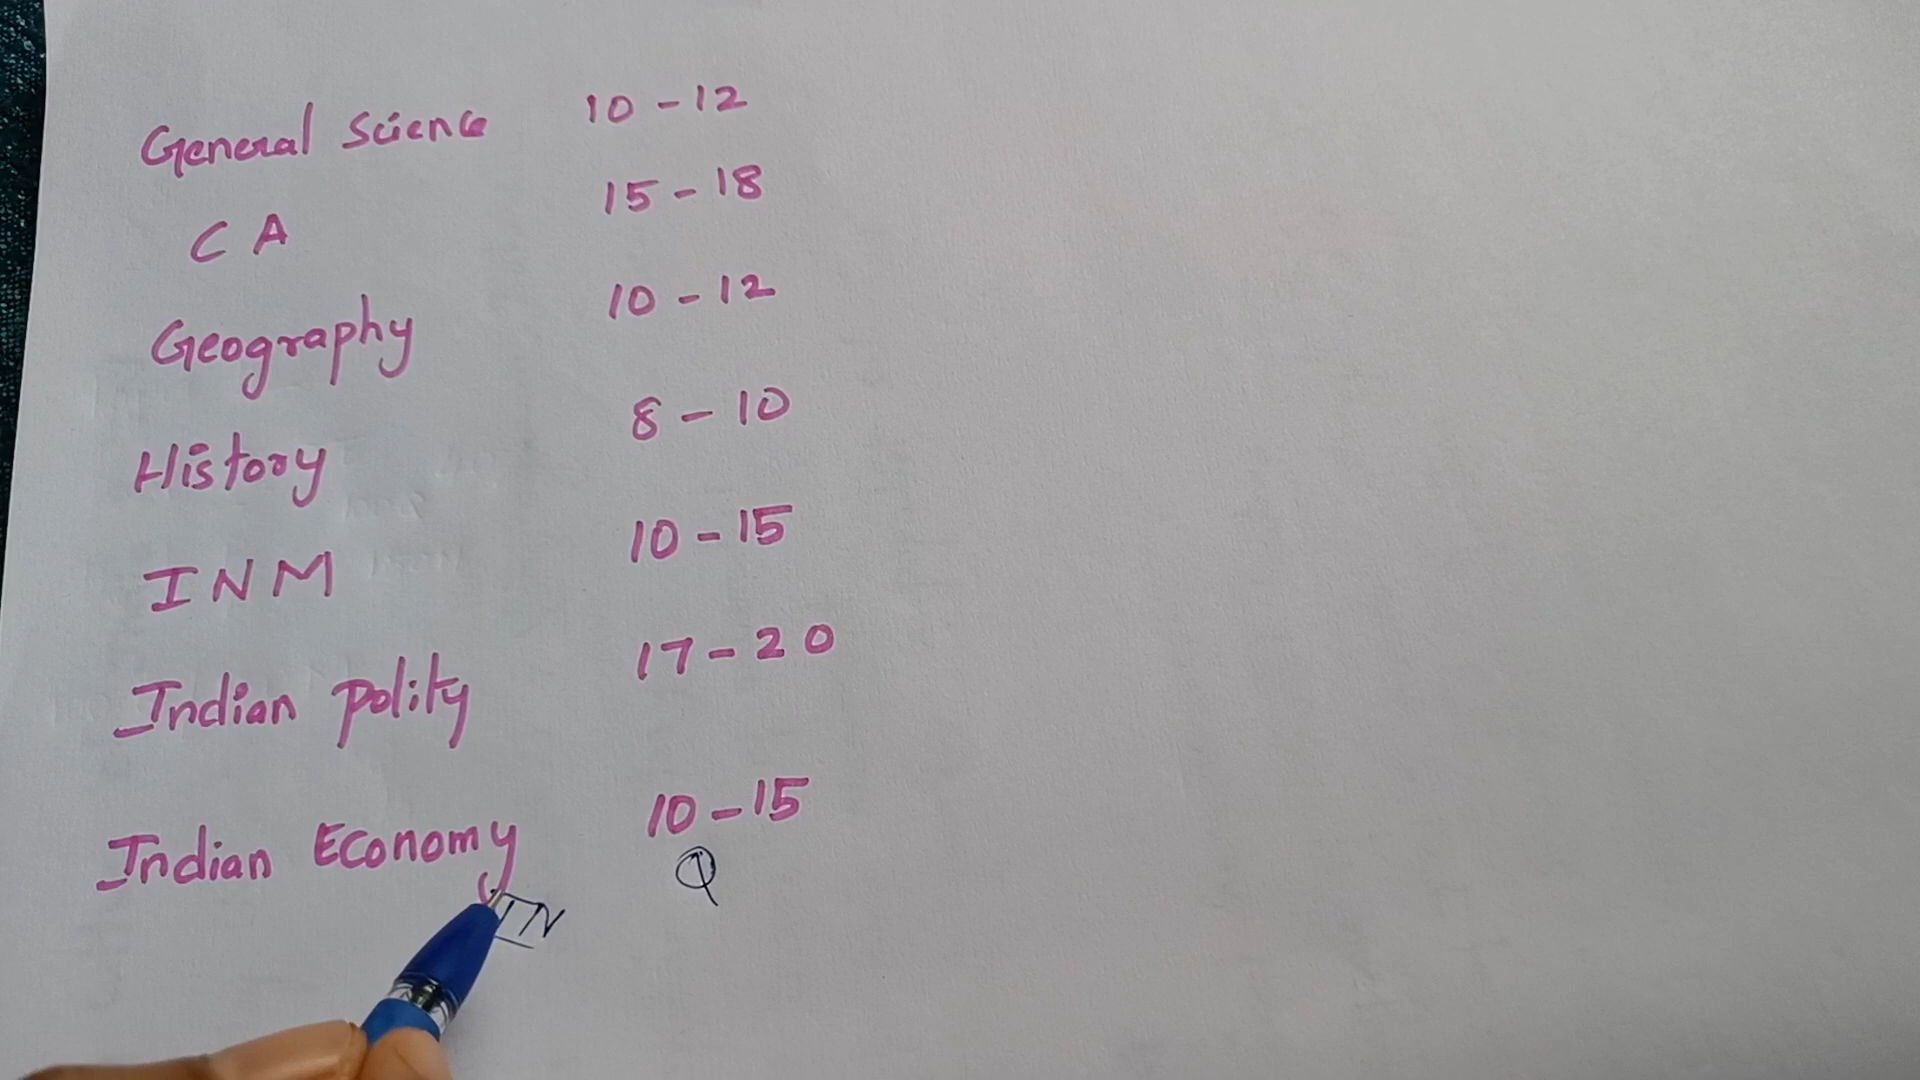 General Science 10 - 12
C A 15 - 18
Geography 10 - 12
History 8 - 10
INM 10 - 15
Indian Polity 17 - 20
Indian Economy 10 - 15